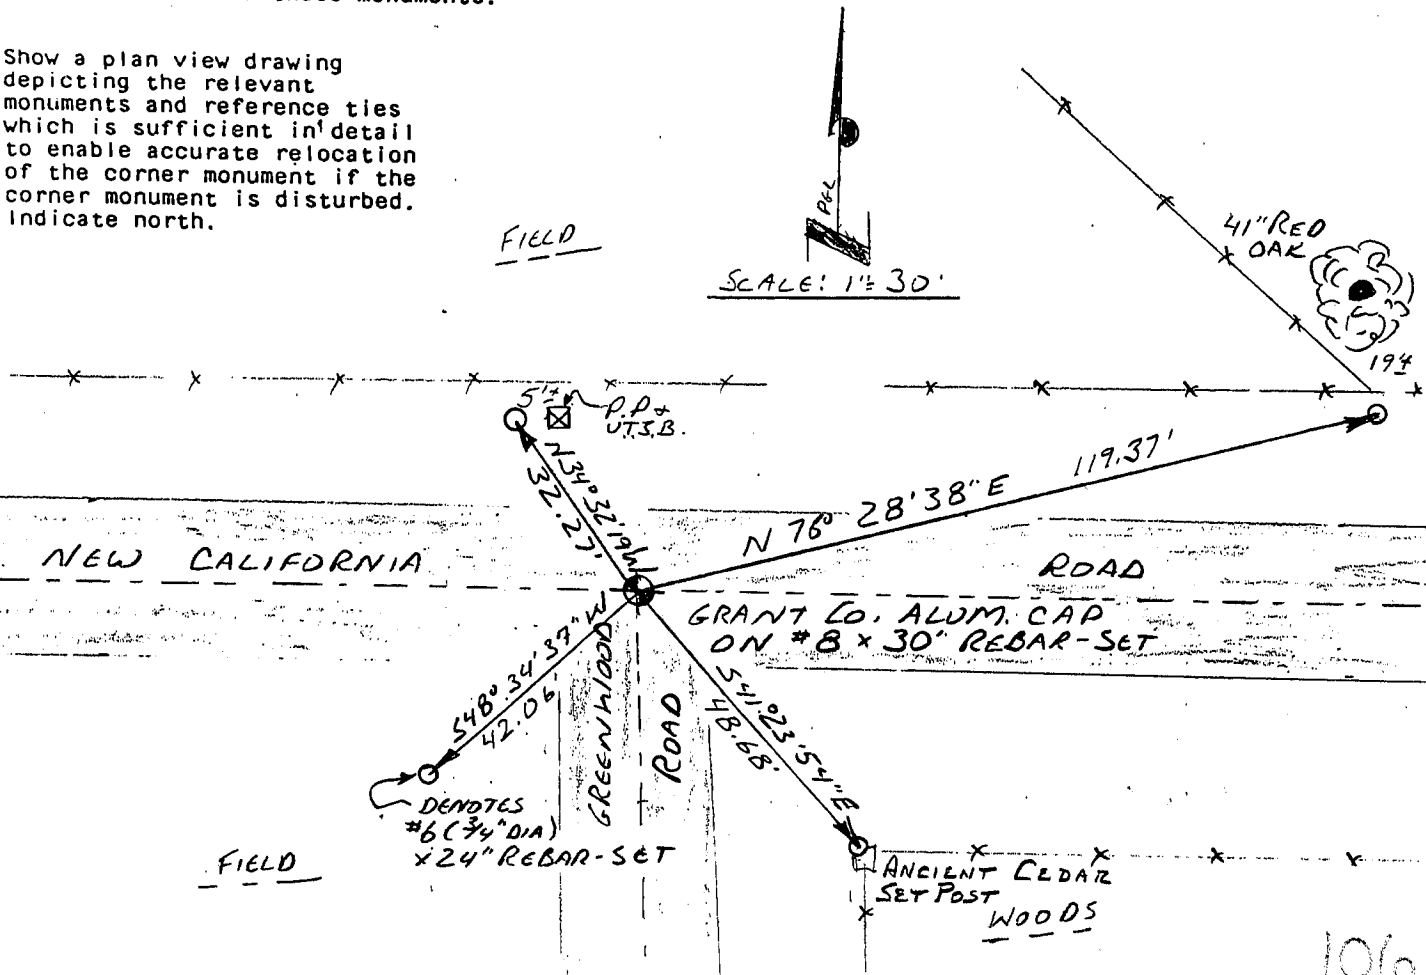 Show a plan view drawing
depicting the relevant
monuments and reference ties
which is sufficient in detail
to enable accurate relocation
of the corner monument if the
corner monument is disturbed.
Indicate north.
FIELD
SCALE: 1"=30'
41" RED
OAK
19'±
5'±
P.P. &
U.T.S.B.
N34°32'19"W
32.27'
N 76° 28'38"E 119.37'
NEW CALIFORNIA ROAD
GRANT CO. ALUM. CAP
ON #8 x 30" REBAR-SET
S48°34'37"W
42.06'
GREENWOOD
ROAD
S41°23'54"E
48.68'
DENOTES
#6 (3/4" DIA)
x24" REBAR-SET
FIELD
ANCIENT CEDAR
SET POST
WOODS